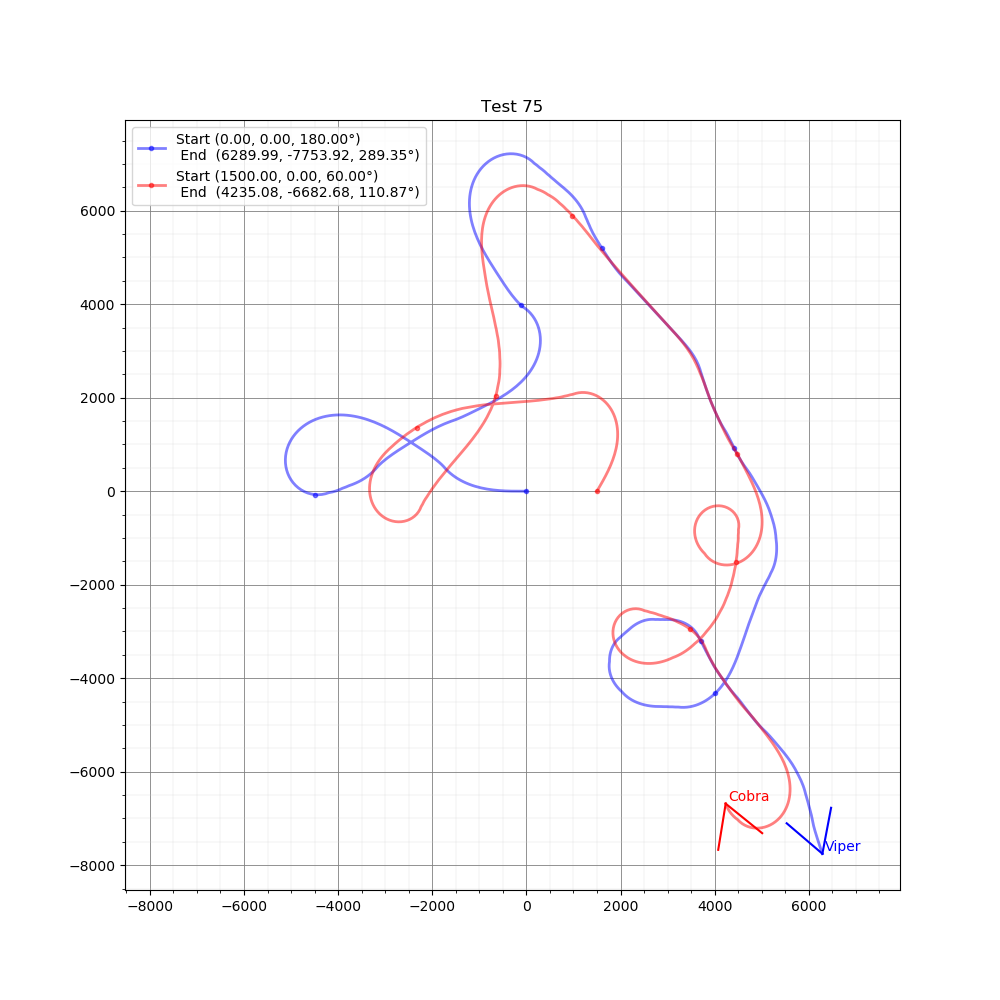 Test 75
Start (0.00, 0.00, 180.00°)
End (6289.99, -7753.92, 289.35°)
Start (1500.00, 0.00, 60.00°)
End (4235.08, -6682.68, 110.87°)
6000
4000
2000
0
−2000
−4000
−6000
−8000
Cobra
Viper
−8000 −6000 −4000 −2000 0 2000 4000 6000